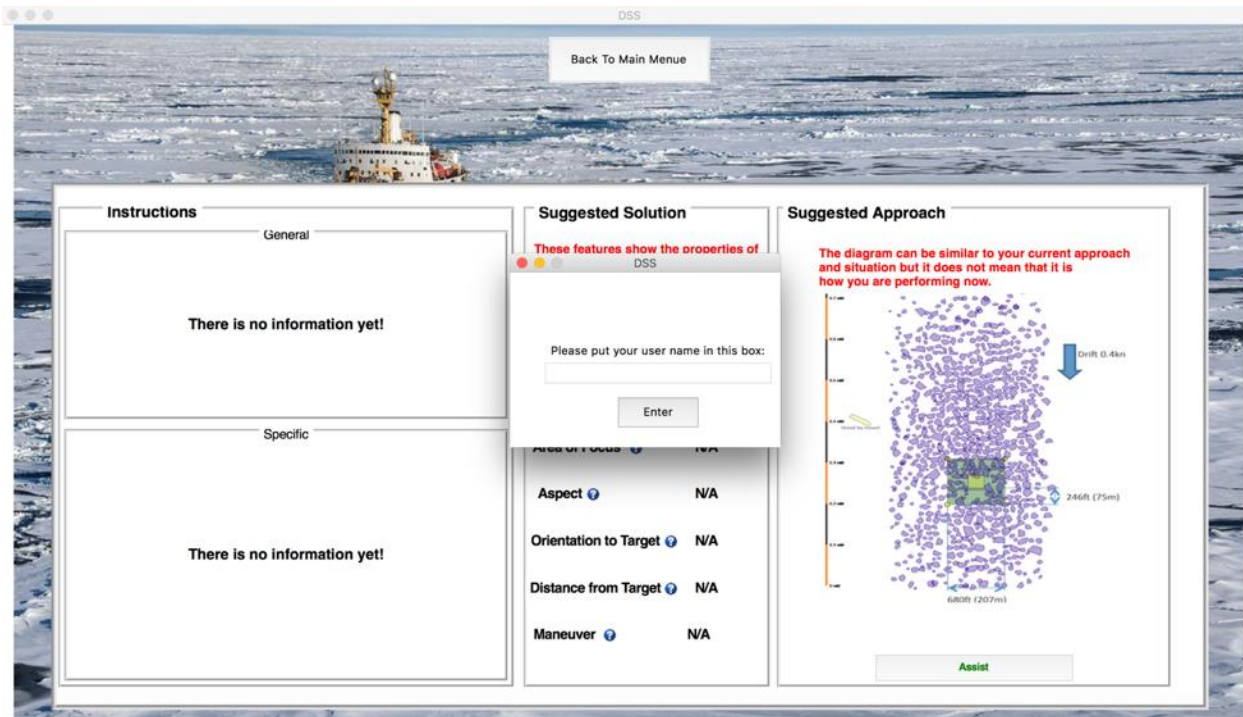 DSS
Back To Main Menue
Instructions
General
There is no information yet!
Specific
There is no information yet!
Suggested Solution
These features show the properties of
DSS
Please put your user name in this box:
Enter
Area of Focus ? N/A
Aspect ? N/A
Orientation to Target ? N/A
Distance from Target ? N/A
Maneuver ? N/A
Suggested Approach
The diagram can be similar to your current approach
and situation but it does not mean that it is
how you are performing now.
Drift 0.4kn
246ft (75m)
680ft (207m)
Assist